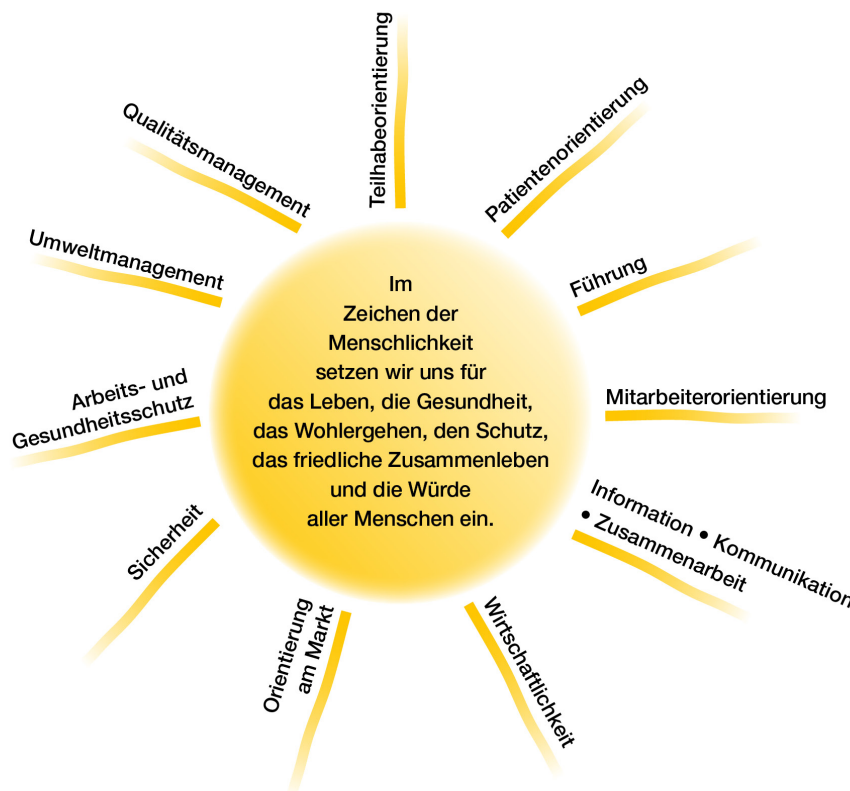 Teilhabeorientierung
Patientenorientierung
Führung
Mitarbeiterorientierung
Information • Kommunikation
• Zusammenarbeit
Wirtschaftlichkeit
Orientierung
am Markt
Sicherheit
Arbeits- und
Gesundheitsschutz
Umweltmanagement
Qualitätsmanagement
Im
Zeichen der
Menschlichkeit
setzen wir uns für
das Leben, die Gesundheit,
das Wohlergehen, den Schutz,
das friedliche Zusammenleben
und die Würde
aller Menschen ein.